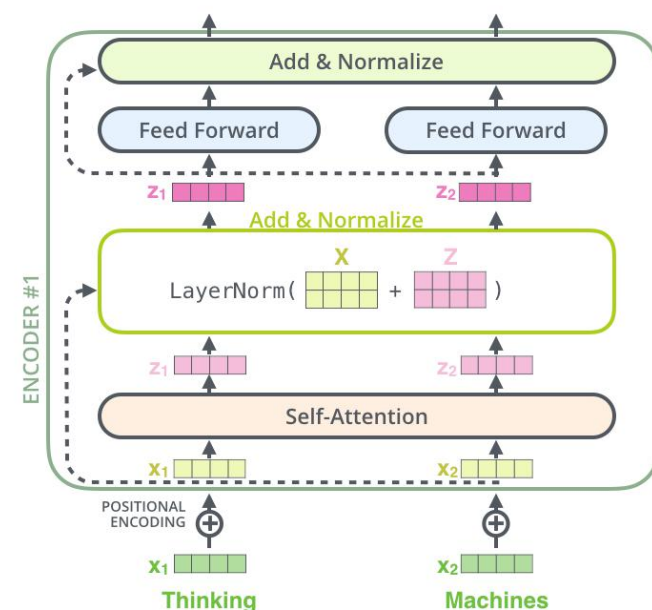 Add & Normalize
Feed Forward Feed Forward
z1 z2
Add & Normalize
X Z
LayerNorm( + )
z1 z2
Self-Attention
x1 x2
POSITIONAL
ENCODING
x1 x2
Thinking Machines
ENCODER #1